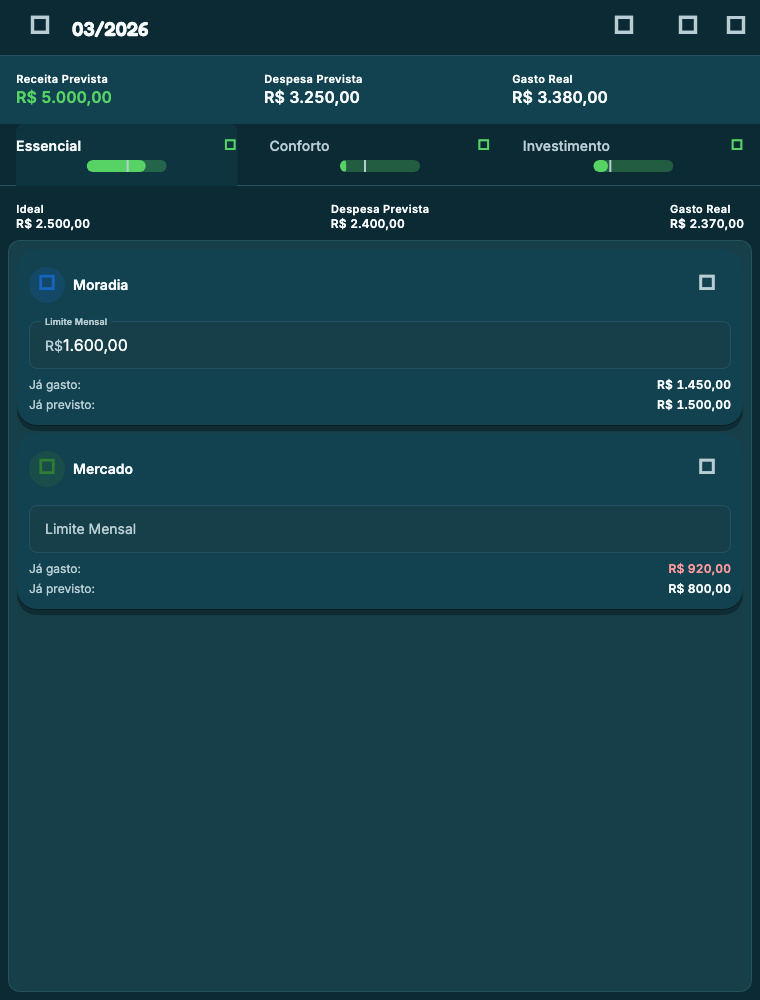 03/2026
Receita Prevista
R$ 5.000,00
Despesa Prevista
R$ 3.250,00
Gasto Real
R$ 3.380,00
Essencial
Conforto
Investimento
Ideal
R$ 2.500,00
Despesa Prevista
R$ 2.400,00
Gasto Real
R$ 2.370,00
Moradia
Limite Mensal
R$1.600,00
Já gasto:
R$ 1.450,00
Já previsto:
R$ 1.500,00
Mercado
Limite Mensal
Já gasto:
R$ 920,00
Já previsto:
R$ 800,00